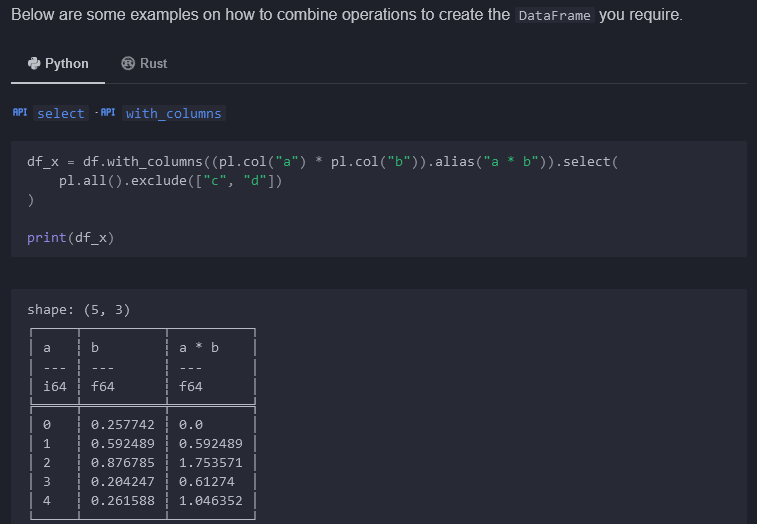 Below are some examples on how to combine operations to create the DataFrame you require.
Python Rust
API select · API with_columns
df_x = df.with_columns((pl.col("a") * pl.col("b")).alias("a * b")).select(
    pl.all().exclude(["c", "d"])
)
print(df_x)
shape: (5, 3)
a b a * b
--- --- ---
i64 f64 f64
0 0.257742 0.0
1 0.592489 0.592489
2 0.876785 1.753571
3 0.204247 0.61274
4 0.261588 1.046352